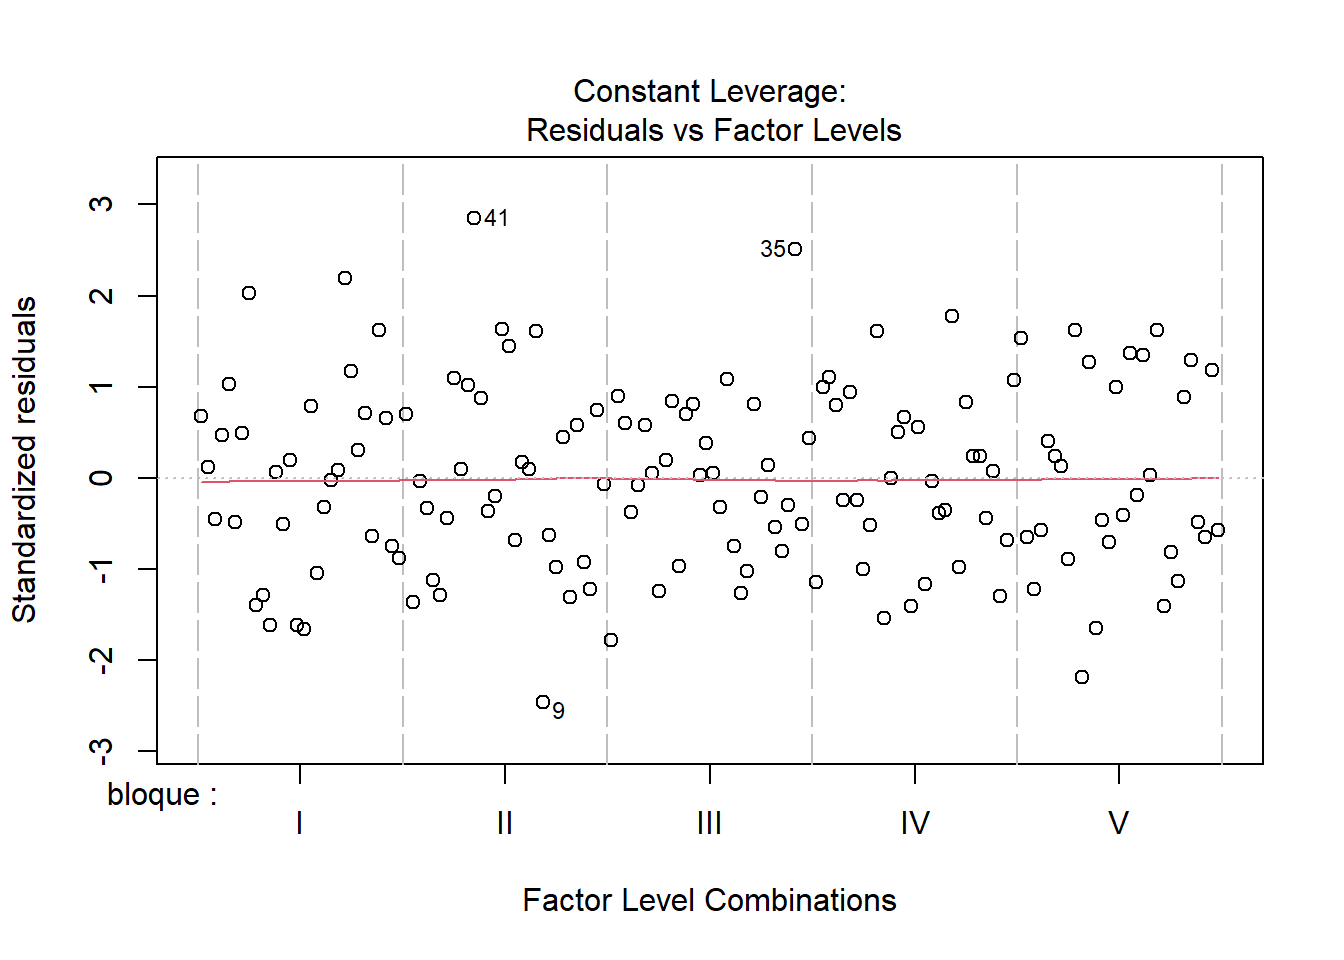 Constant Leverage:
Residuals vs Factor Levels
Standardized residuals
3
2
1
0
-1
-2
-3
41
35
9
bloque :
I II III IV V
Factor Level Combinations